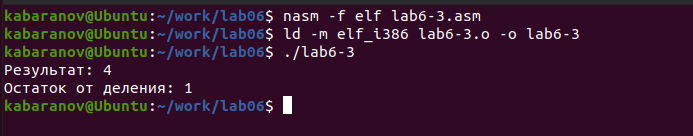 kabaranov@Ubuntu:~/work/lab06$ nasm -f elf lab6-3.asm
kabaranov@Ubuntu:~/work/lab06$ ld -m elf_i386 lab6-3.o -o lab6-3
kabaranov@Ubuntu:~/work/lab06$ ./lab6-3
Результат: 4
Остаток от деления: 1
kabaranov@Ubuntu:~/work/lab06$